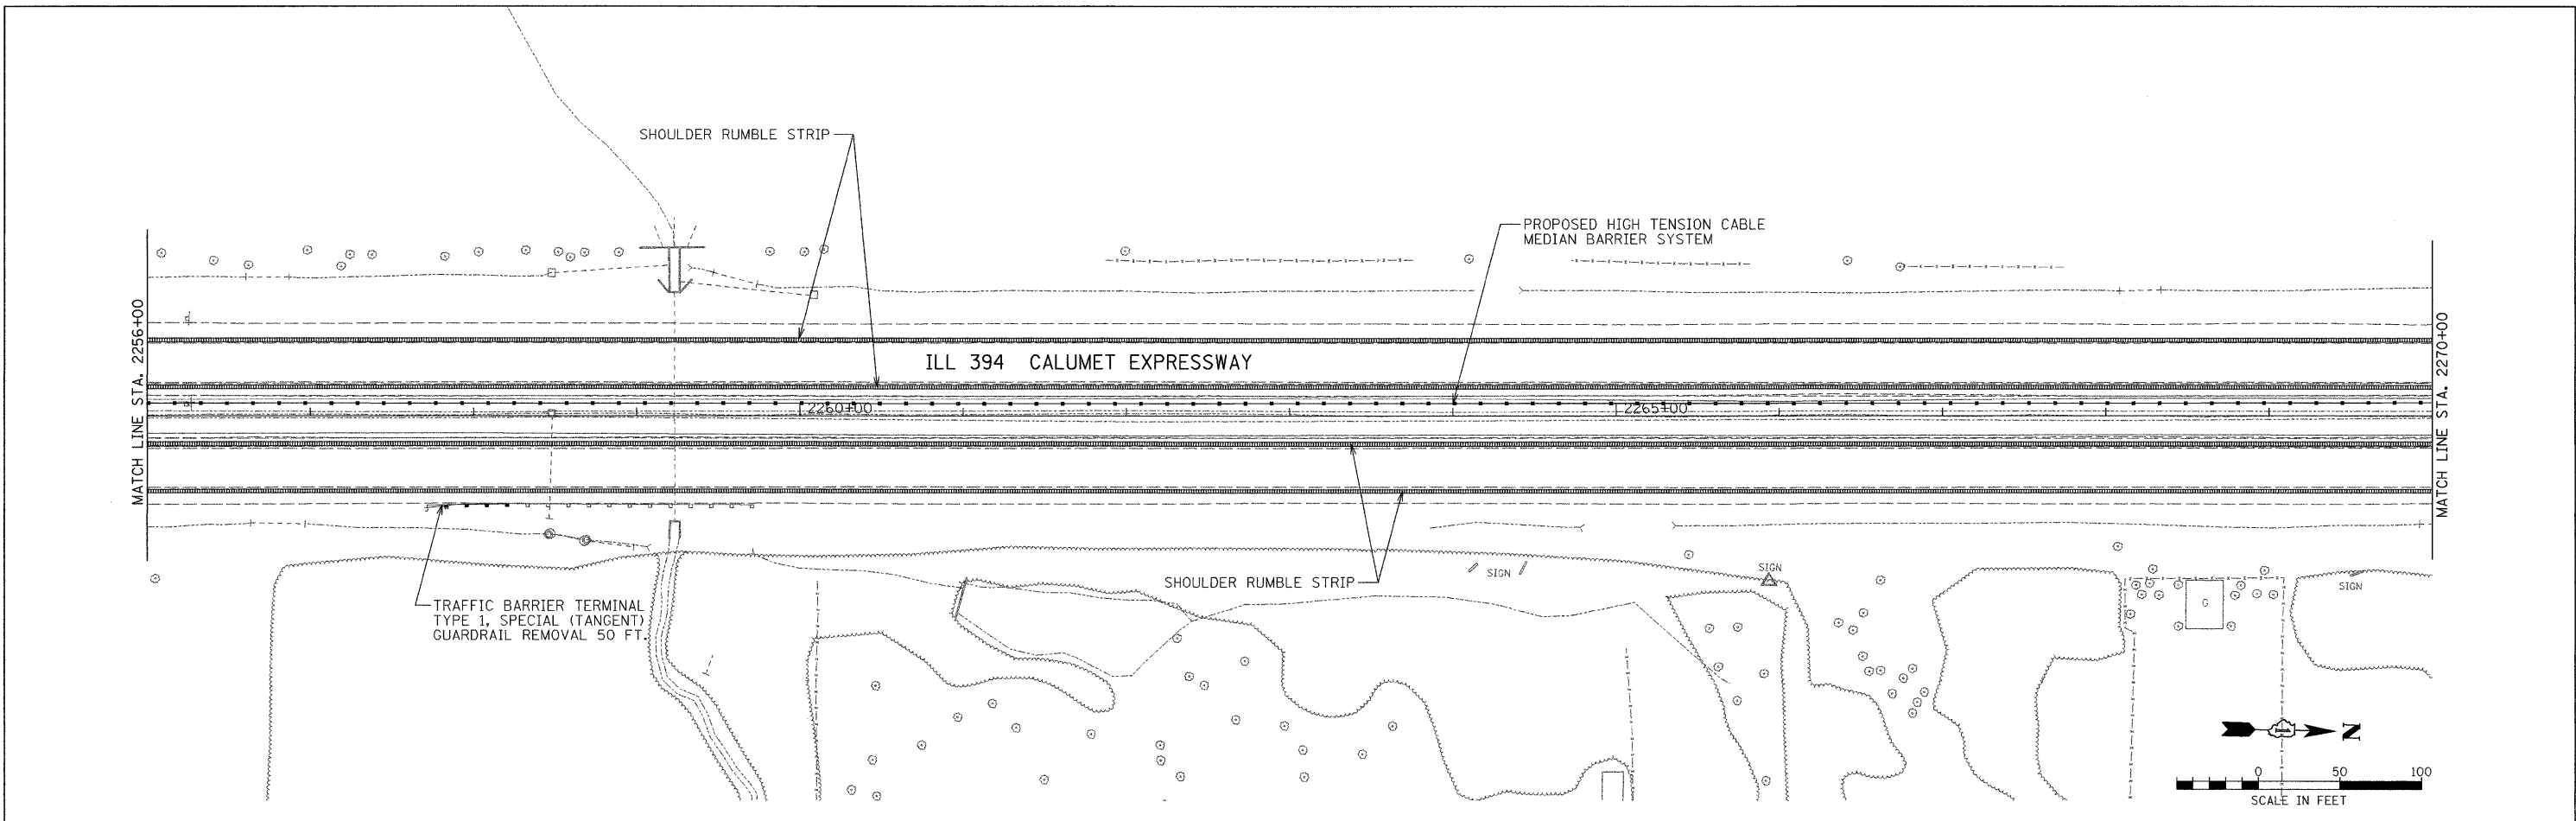 SHOULDER RUMBLE STRIP
PROPOSED HIGH TENSION CABLE
MEDIAN BARRIER SYSTEM
MATCH LINE STA. 2256+00
ILL 394 CALUMET EXPRESSWAY
2260+00
2265+00
MATCH LINE STA. 2270+00
SHOULDER RUMBLE STRIP
SIGN
SIGN
SIGN
G
TRAFFIC BARRIER TERMINAL
TYPE 1, SPECIAL (TANGENT)
GUARDRAIL REMOVAL 50 FT.
N
0 50 100
SCALE IN FEET